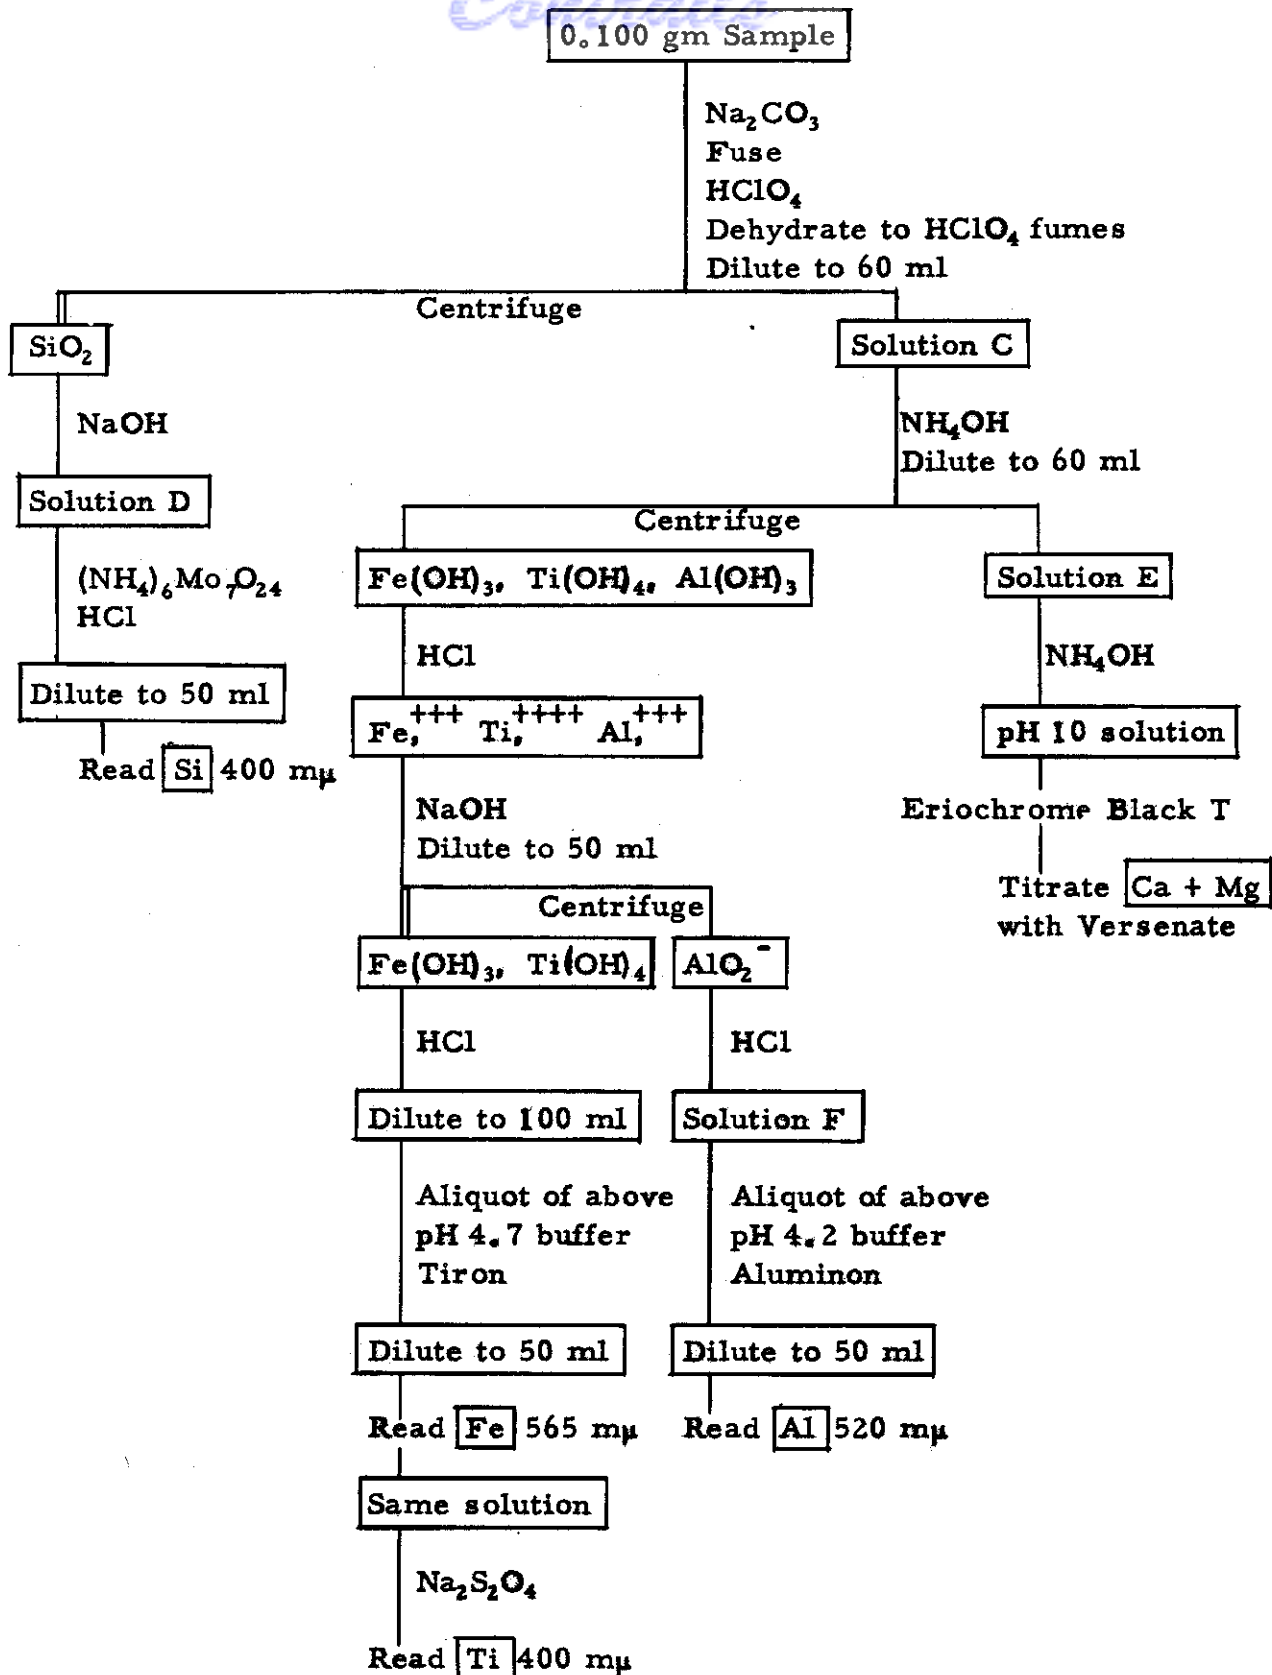 Contrails
0.100 gm Sample
Na₂CO₃
Fuse
HClO₄
Dehydrate to HClO₄ fumes
Dilute to 60 ml
Centrifuge
SiO₂
Solution C
NaOH
NH₄OH
Dilute to 60 ml
Solution D
Centrifuge
(NH₄)₆Mo₇O₂₄
HCl
Fe(OH)₃, Ti(OH)₄, Al(OH)₃
Solution E
HCl
NH₄OH
Dilute to 50 ml
Fe,⁺⁺⁺ Ti,⁺⁺⁺⁺ Al,⁺⁺⁺
pH 10 solution
Read Si 400 mμ
NaOH
Dilute to 50 ml
Eriochrome Black T
Titrate Ca + Mg
with Versenate
Centrifuge
Fe(OH)₃, Ti(OH)₄
AlO₂⁻
HCl
HCl
Dilute to 100 ml
Solution F
Aliquot of above
pH 4.7 buffer
Tiron
Aliquot of above
pH 4.2 buffer
Aluminon
Dilute to 50 ml
Dilute to 50 ml
Read Fe 565 mμ
Read Al 520 mμ
Same solution
Na₂S₂O₄
Read Ti 400 mμ